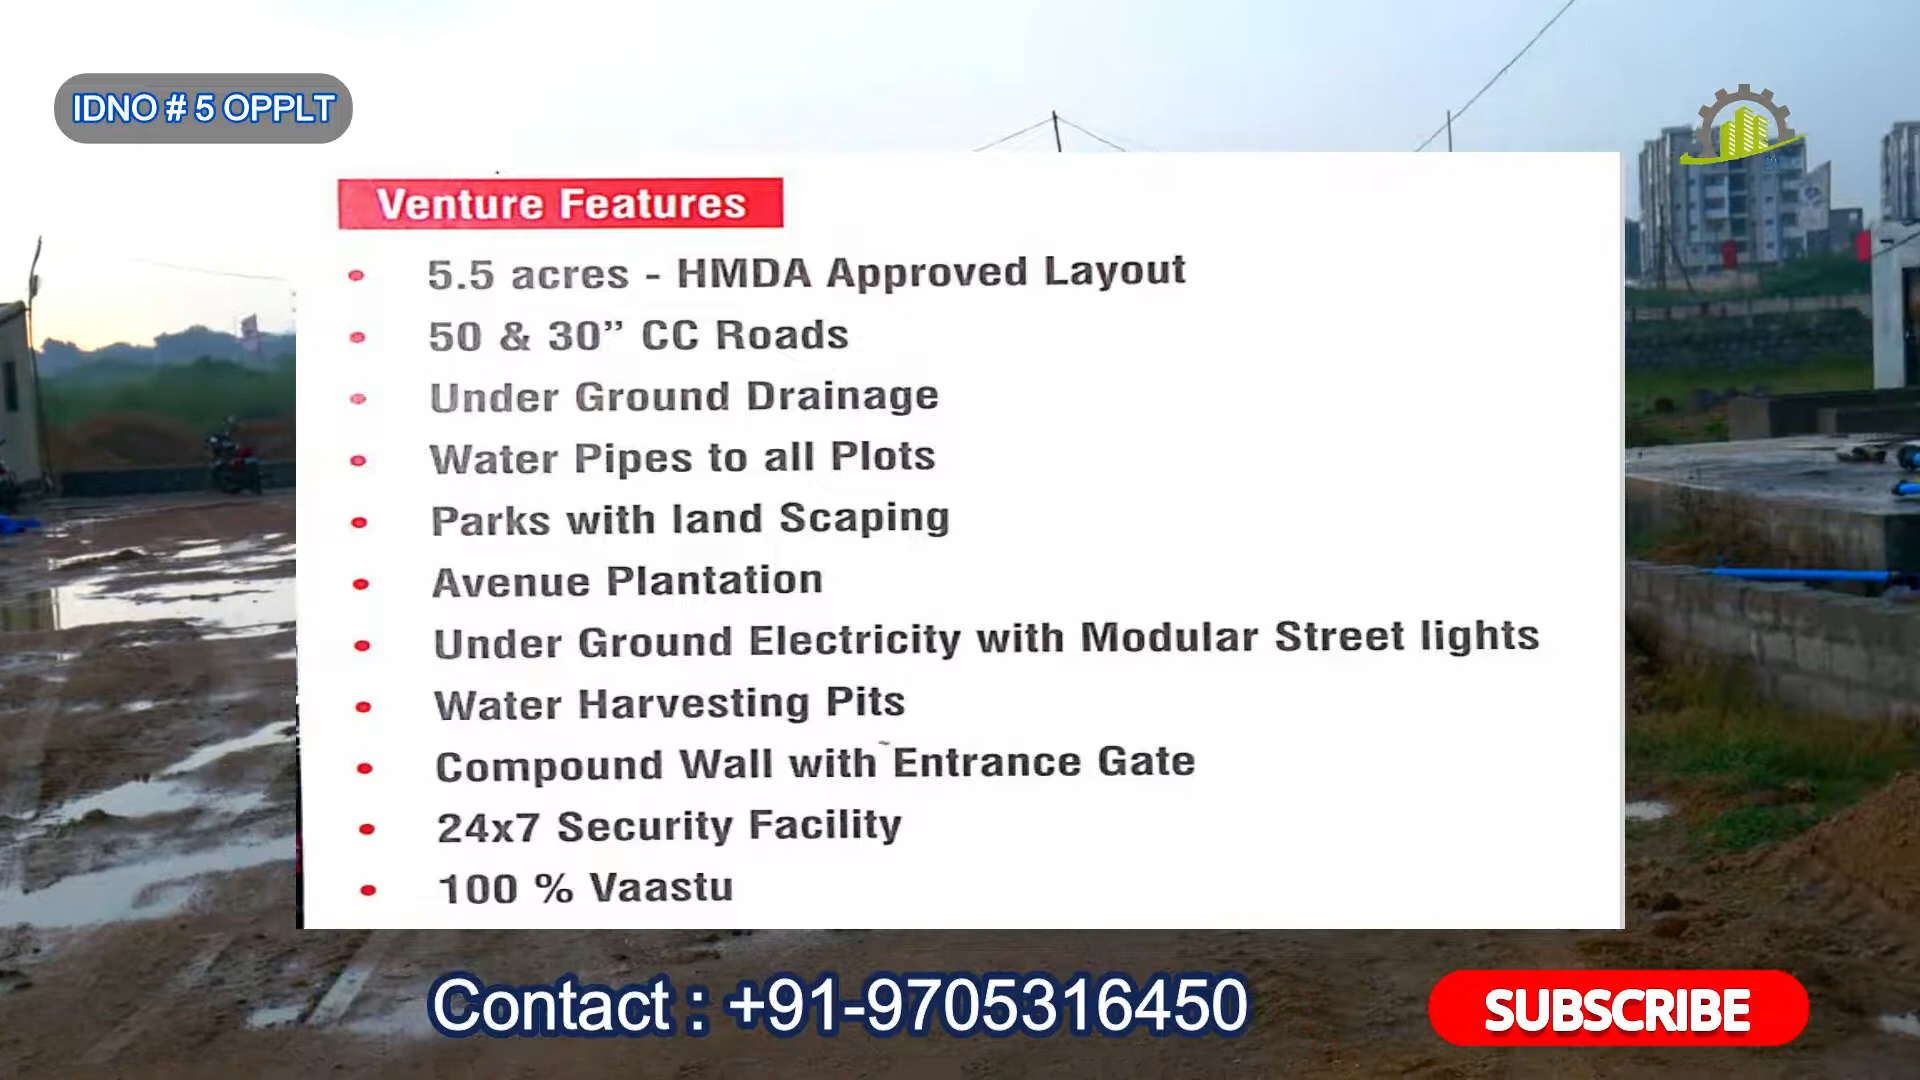 IDNO # 5 OPPLT
Venture Features
• 5.5 acres - HMDA Approved Layout
• 50 & 30” CC Roads
• Under Ground Drainage
• Water Pipes to all Plots
• Parks with land Scaping
• Avenue Plantation
• Under Ground Electricity with Modular Street lights
• Water Harvesting Pits
• Compound Wall with Entrance Gate
• 24x7 Security Facility
• 100 % Vaastu
Contact : +91-9705316450
SUBSCRIBE